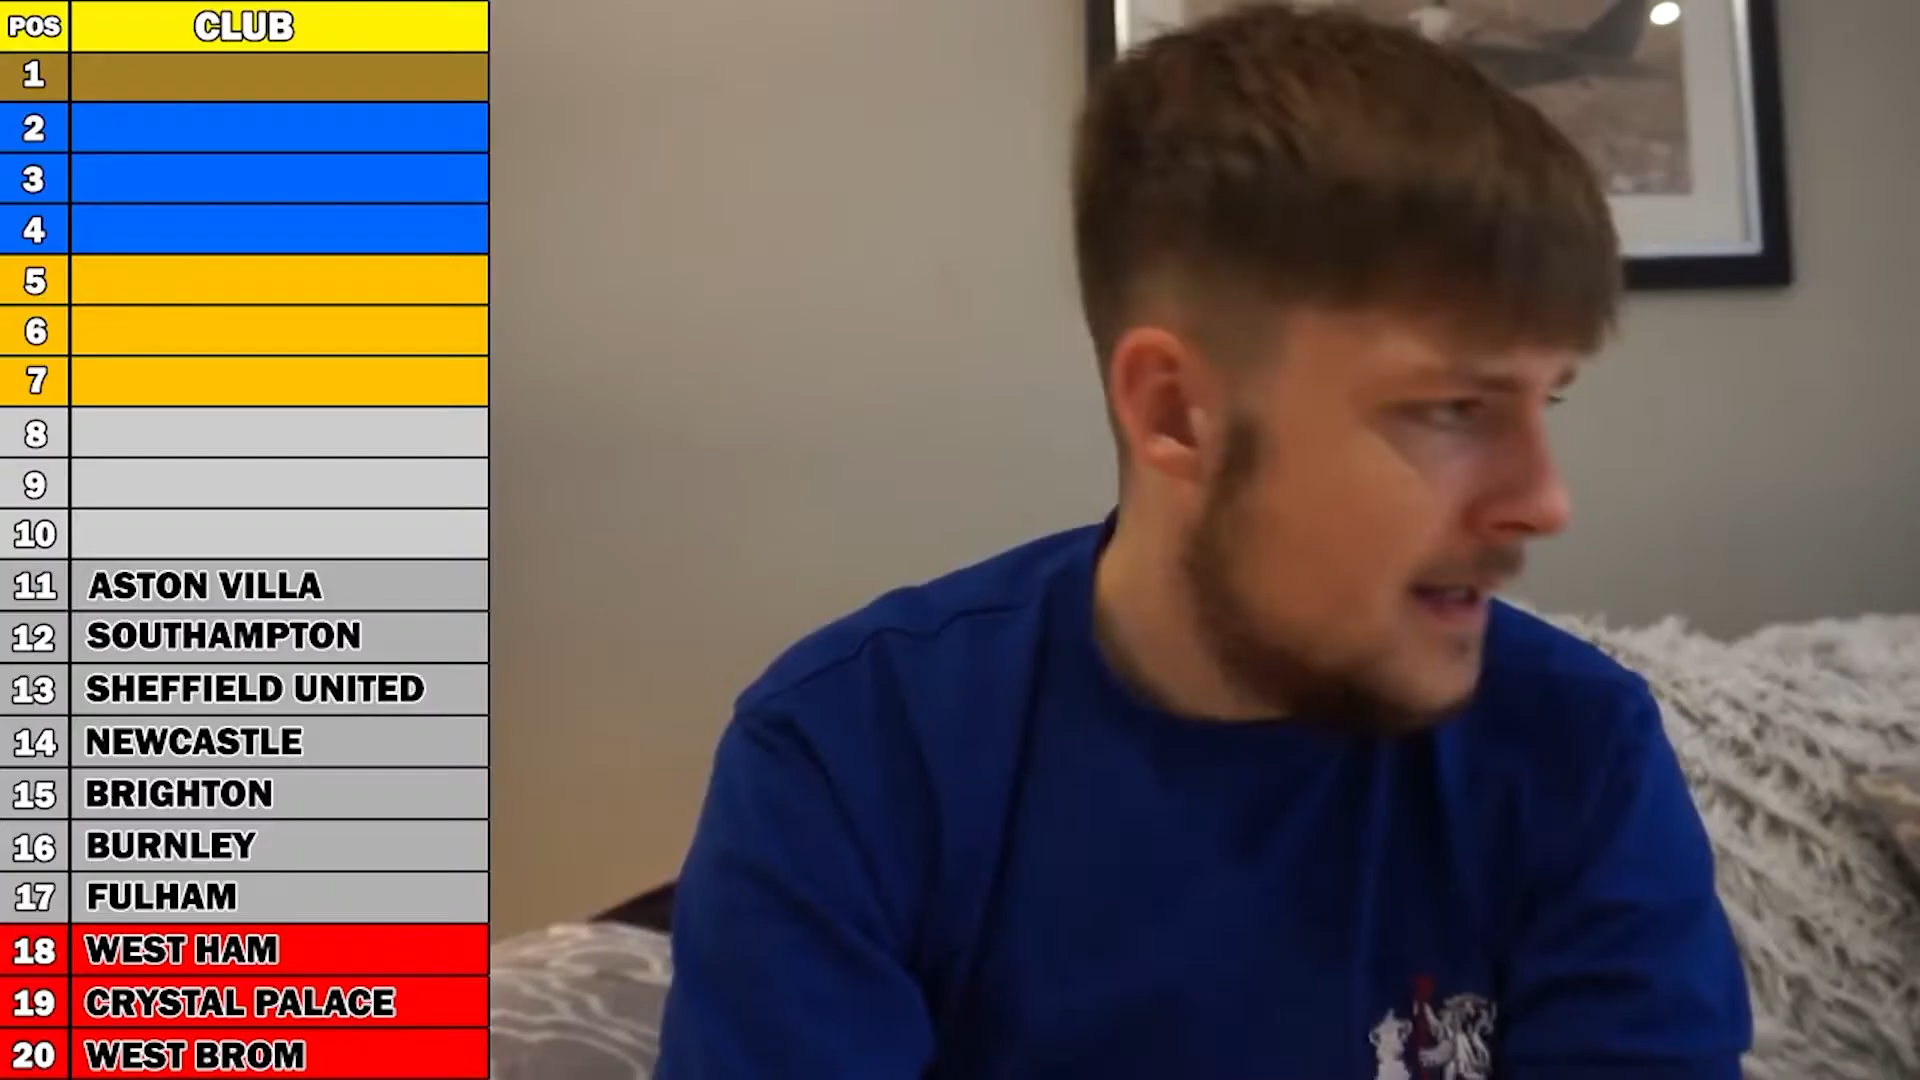 POS CLUB
1
2
3
4
5
6
7
8
9
10
11 ASTON VILLA
12 SOUTHAMPTON
13 SHEFFIELD UNITED
14 NEWCASTLE
15 BRIGHTON
16 BURNLEY
17 FULHAM
18 WEST HAM
19 CRYSTAL PALACE
20 WEST BROM